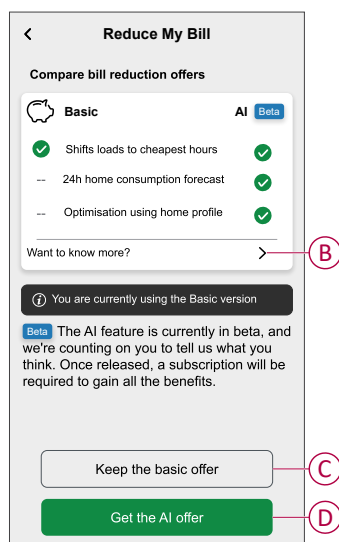 Reduce My Bill
Compare bill reduction offers
Basic AI Beta
Shifts loads to cheapest hours
-- 24h home consumption forecast
-- Optimisation using home profile
Want to know more?
B
You are currently using the Basic version
Beta The AI feature is currently in beta, and
we're counting on you to tell us what you
think. Once released, a subscription will be
required to gain all the benefits.
Keep the basic offer
C
Get the AI offer
D